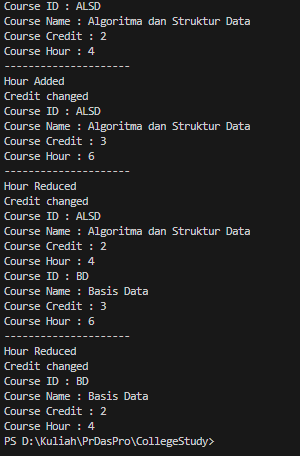 Course ID : ALSD
Course Name : Algoritma dan Struktur Data
Course Credit : 2
Course Hour : 4
---------------------
Hour Added
Credit changed
Course ID : ALSD
Course Name : Algoritma dan Struktur Data
Course Credit : 3
Course Hour : 6
---------------------
Hour Reduced
Credit changed
Course ID : ALSD
Course Name : Algoritma dan Struktur Data
Course Credit : 2
Course Hour : 4
Course ID : BD
Course Name : Basis Data
Course Credit : 3
Course Hour : 6
---------------------
Hour Reduced
Credit changed
Course ID : BD
Course Name : Basis Data
Course Credit : 2
Course Hour : 4
PS D:\Kuliah\PrDasPro\CollegeStudy>